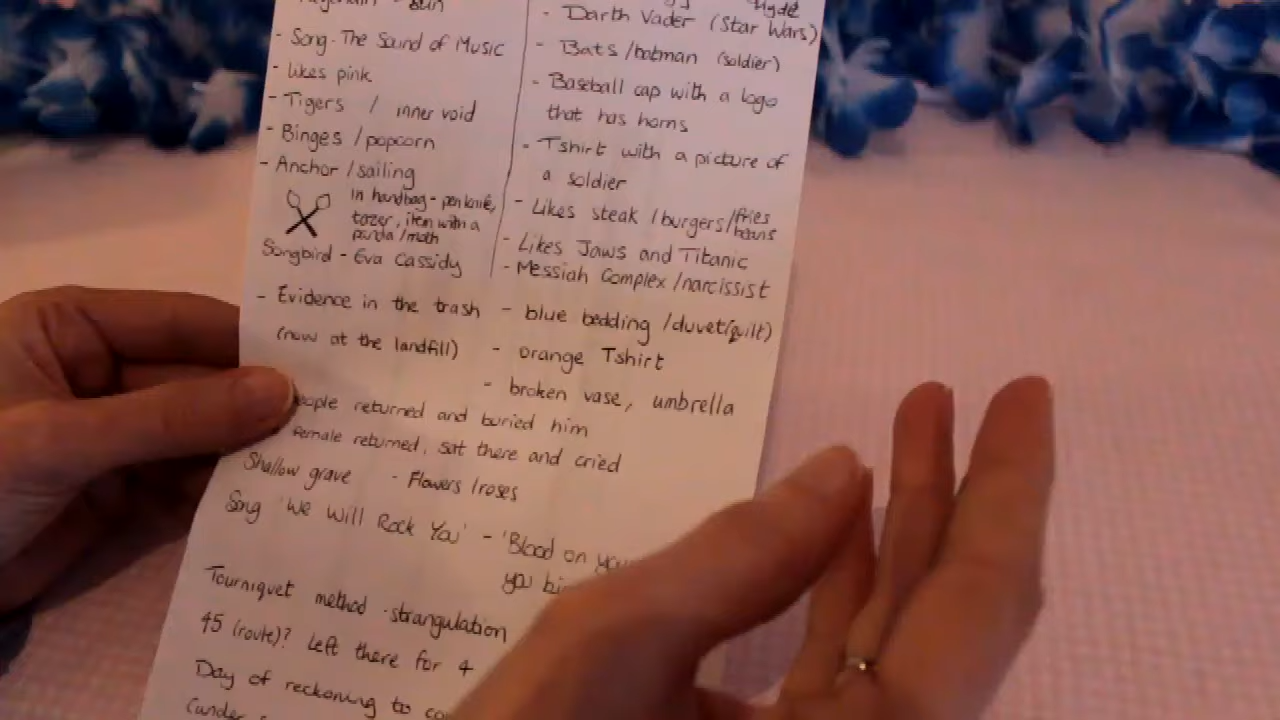 - Song - The Sound of Music
- likes pink
- Tigers / inner void
- Binges / popcorn
- Anchor / sailing
in handbag - penknife,
tazer, item with a
panda / moth
Songbird - Eva Cassidy
Hyde
- Darth Vader (Star Wars)
- Bats / batman (soldier)
- Baseball cap with a logo
that has horns
- Tshirt with a picture of
a soldier
- Likes steak / burgers / fries
beans
- Likes Jaws and Titanic
- Messiah Complex / narcissist
- Evidence in the trash - blue bedding / duvet (quilt)
(now at the landfill) - orange Tshirt
- broken vase, umbrella
returned and buried him
female returned, sat there and cried
Shallow grave - Flowers / roses
Song 'We Will Rock You' - 'Blood on
you
Tourniquet method - strangulation
45 (route)? Left there for 4
Day of reckoning to
(under